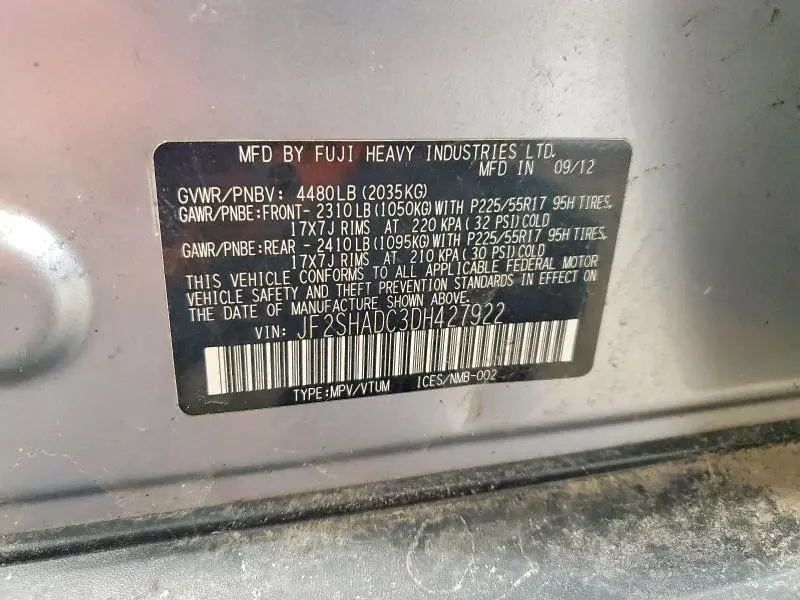 MFD BY FUJI HEAVY INDUSTRIES LTD.
MFD IN 09/12
GVWR/PNBV: 4480LB(2035KG)
GAWR/PNBE:FRONT-2310LB(1050KG)WITH P225/55R17 95H TIRES,
17X7J RIMS AT 220 KPA(32 PSI)COLD
GAWR/PNBE:REAR -2410LB(1095KG)WITH P225/55R17 95H TIRES,
17X7J RIMS AT 210 KPA(30 PSI)COLD
THIS VEHICLE CONFORMS TO ALL APPLICABLE FEDERAL MOTOR
VEHICLE SAFETY AND THEFT PREVENTION STANDARDS IN EFFECT ON
THE DATE OF MANUFACTURE SHOWN ABOVE.
VIN: JF2SHADC3DH427922
TYPE:MPV/VTUM ICES/NMB-002